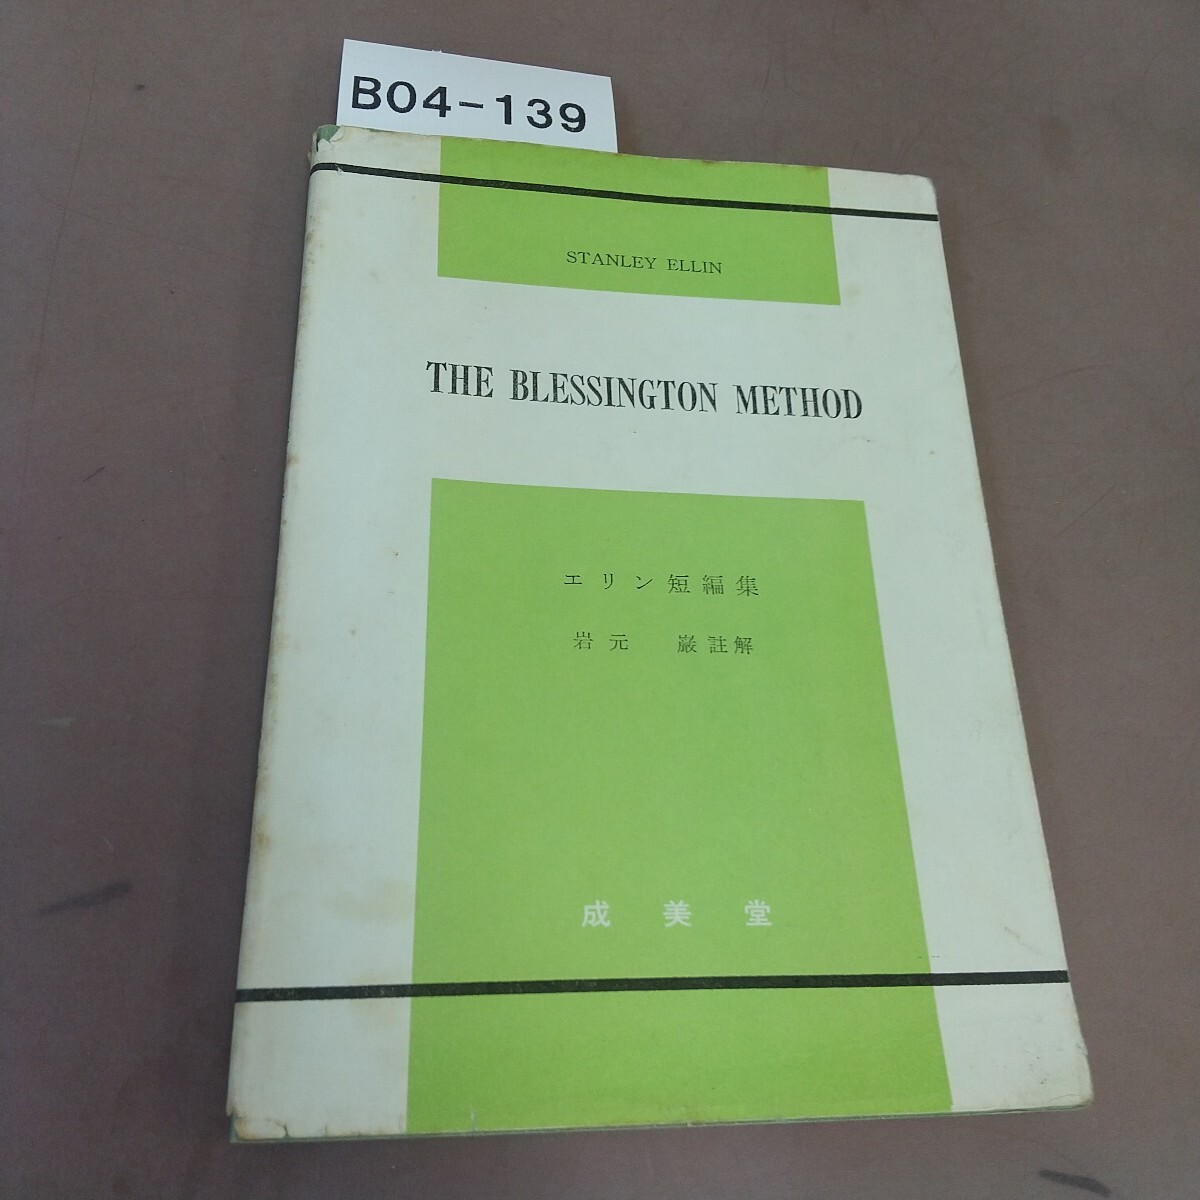 B04-139
STANLEY ELLIN
THE BLESSINGTON METHOD
エリン短編集
岩元 巌註解
成美堂